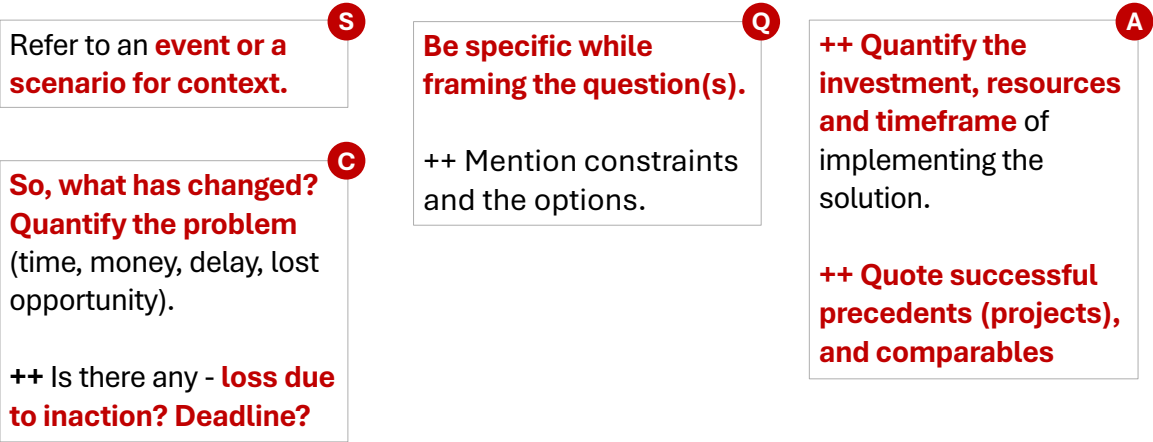 S
Refer to an event or a
scenario for context.
C
So, what has changed?
Quantify the problem
(time, money, delay, lost
opportunity).
++ Is there any - loss due
to inaction? Deadline?
Q
Be specific while
framing the question(s).
++ Mention constraints
and the options.
A
++ Quantify the
investment, resources
and timeframe of
implementing the
solution.
++ Quote successful
precedents (projects),
and comparables